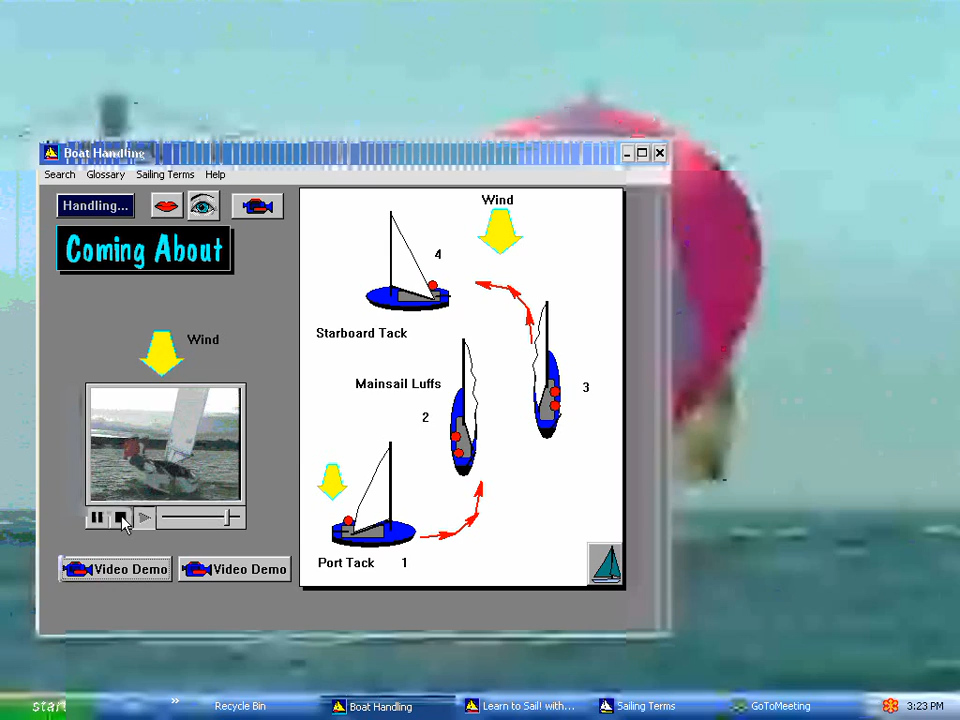 Boat Handling
Search Glossary Sailing Terms Help
Handling...
Coming About
Wind
Wind
4
Starboard Tack
Mainsail Luffs
3
2
Port Tack 1
Video Demo Video Demo
start
» Recycle Bin Boat Handling Learn to Sail! with... Sailing Terms GoToMeeting 3:23 PM